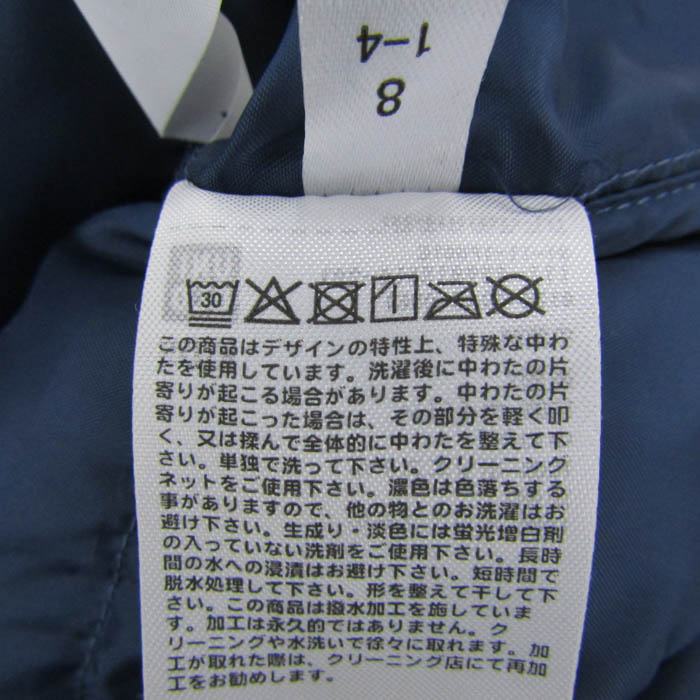 8
1-4
30
この商品はデザインの特性上、特殊な中わ
たを使用しています。洗濯後に中わたの片
寄りが起こる場合があります。中わたの片
寄りが起こった場合は、その部分を軽く叩
く、又は揉んで全体的に中わたを整えて下
さい。単独で洗って下さい。クリーニング
ネットをご使用下さい。濃色は色落ちする
事がありますので、他の物とのお洗濯はお
避け下さい。生成り・淡色には蛍光増白剤
の入っていない洗剤をご使用下さい。長時
間の水への浸漬はお避け下さい。短時間で
脱水処理して下さい。形を整えて干して下
さい。この商品は撥水加工を施していま
す。加工は永久的ではありません。ク
リーニングや水洗いで徐々に取れます。加
工が取れた際は、クリーニング店にて再加
工をお勧めします。